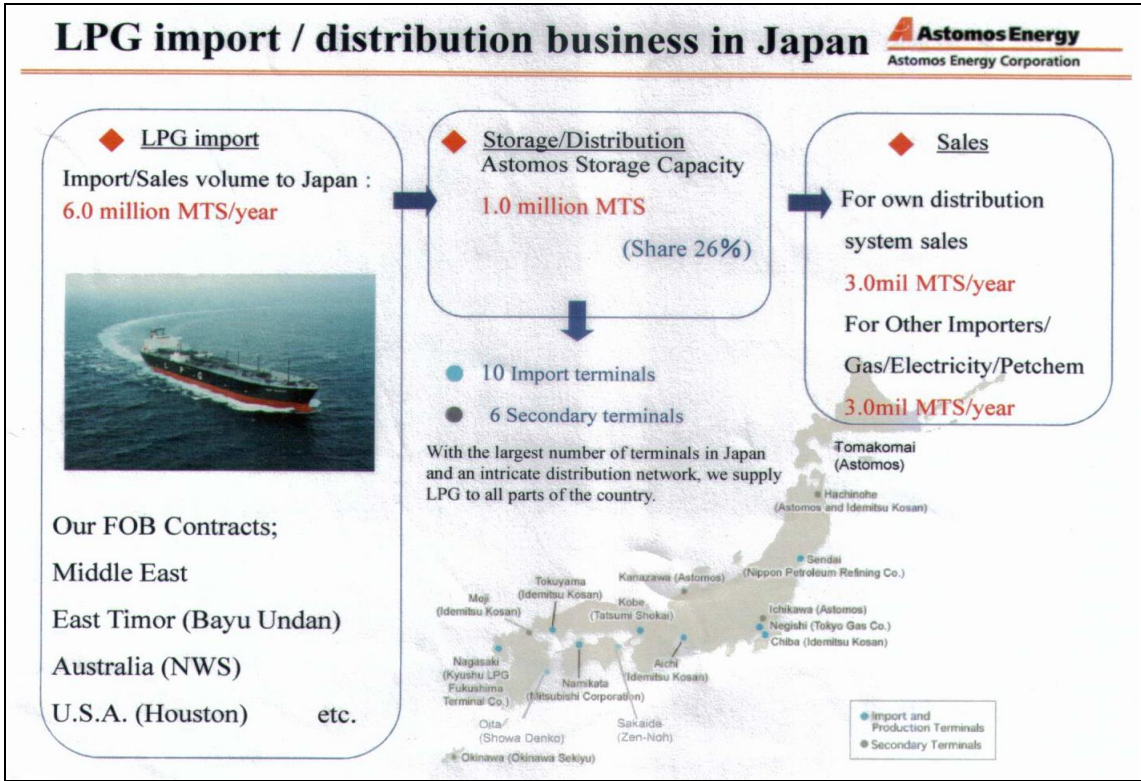 LPG import / distribution business in Japan
Astomos Energy
Astomos Energy Corporation
LPG import
Import/Sales volume to Japan :
6.0 million MTS/year
LPG
Our FOB Contracts;
Middle East
East Timor (Bayu Undan)
Australia (NWS)
U.S.A. (Houston) etc.
Storage/Distribution
Astomos Storage Capacity
1.0 million MTS
(Share 26%)
10 Import terminals
6 Secondary terminals
With the largest number of terminals in Japan
and an intricate distribution network, we supply
LPG to all parts of the country.
Sales
For own distribution
system sales
3.0mil MTS/year
For Other Importers/
Gas/Electricity/Petchem
3.0mil MTS/year
Tomakomai
(Astomos)
Hachinohe
(Astomos and Idemitsu Kosan)
Sendai
(Nippon Petroleum Refining Co.)
Kanazawa (Astomos)
Tokuyama
(Idemitsu Kosan)
Moji
(Idemitsu Kosan)
Kobe
(Tatsumi Shokai)
Ichikawa (Astomos)
Negishi (Tokyo Gas Co.)
Chiba (Idemitsu Kosan)
Nagasaki
(Kyushu LPG
Fukushima
Terminal Co.)
Namikata
(Mitsubishi Corporation)
Aichi
(Idemitsu Kosan)
Oita
(Showa Denko)
Sakaide
(Zen-Noh)
Okinawa (Okinawa Sekiyu)
Import and
Production Terminals
Secondary Terminals